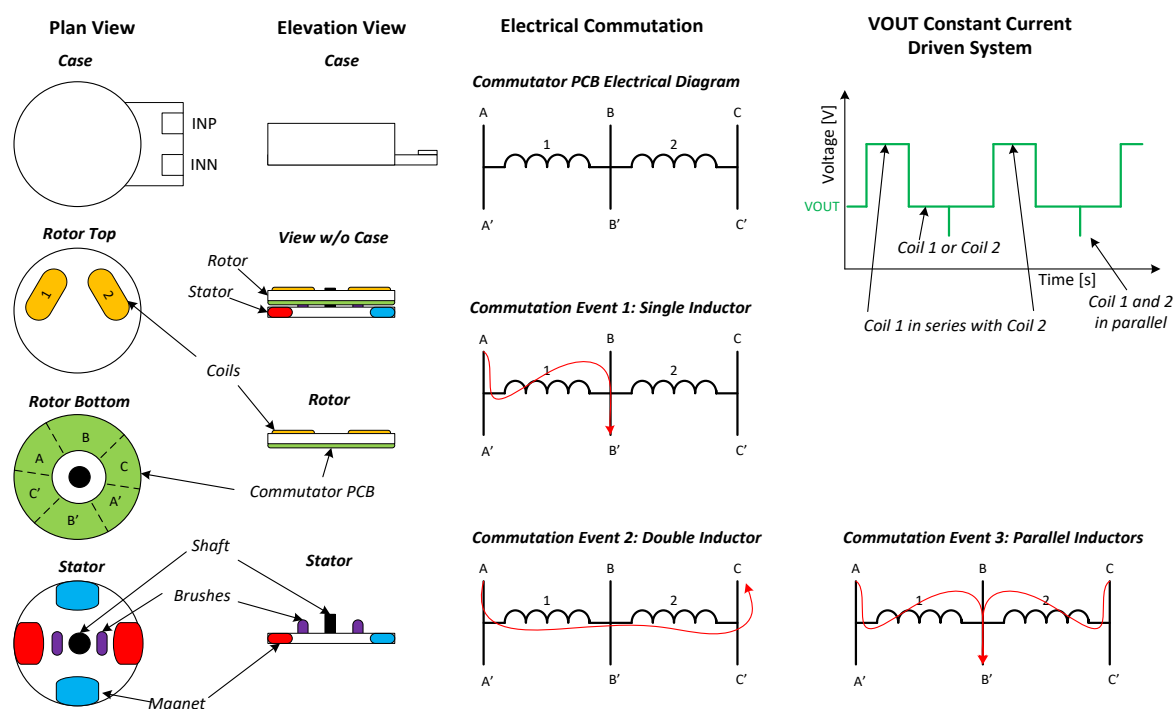 Plan View
Case
INP
INN
Rotor Top
1
2
Coils
Rotor Bottom
A
B
C
C’
A’
B’
Commutator PCB
Stator
Shaft
Brushes
Magnet
Elevation View
Case
View w/o Case
Rotor
Stator
Rotor
Stator
Electrical Commutation
Commutator PCB Electrical Diagram
A
B
C
1
2
A’
B’
C’
Commutation Event 1: Single Inductor
A
B
C
1
2
A’
B’
C’
Commutation Event 2: Double Inductor
A
B
C
1
2
A’
B’
C’
VOUT Constant Current
Driven System
Voltage [V]
VOUT
Coil 1 or Coil 2
Time [s]
Coil 1 in series with Coil 2
Coil 1 and 2
in parallel
Commutation Event 3: Parallel Inductors
A
B
C
1
2
A’
B’
C’